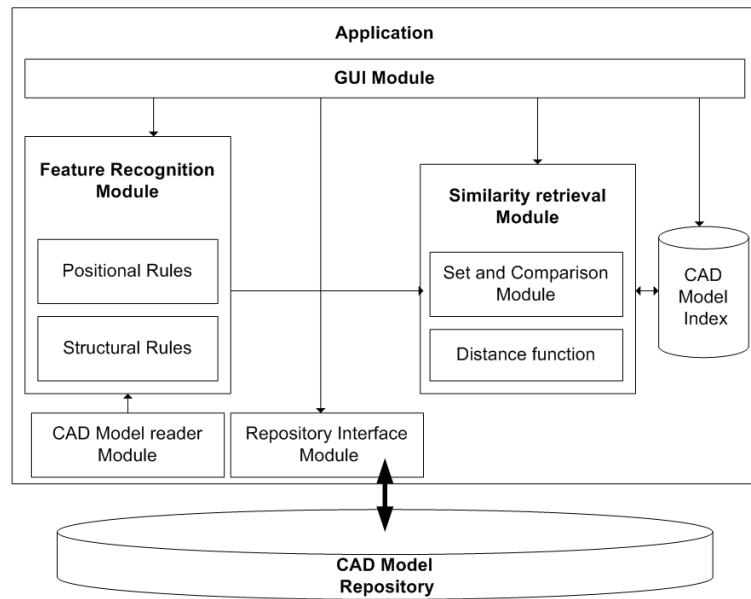 Application
GUI Module
Feature Recognition
Module
Positional Rules
Structural Rules
CAD Model reader
Module
Repository Interface
Module
Similarity retrieval
Module
Set and Comparison
Module
Distance function
CAD
Model
Index
CAD Model
Repository